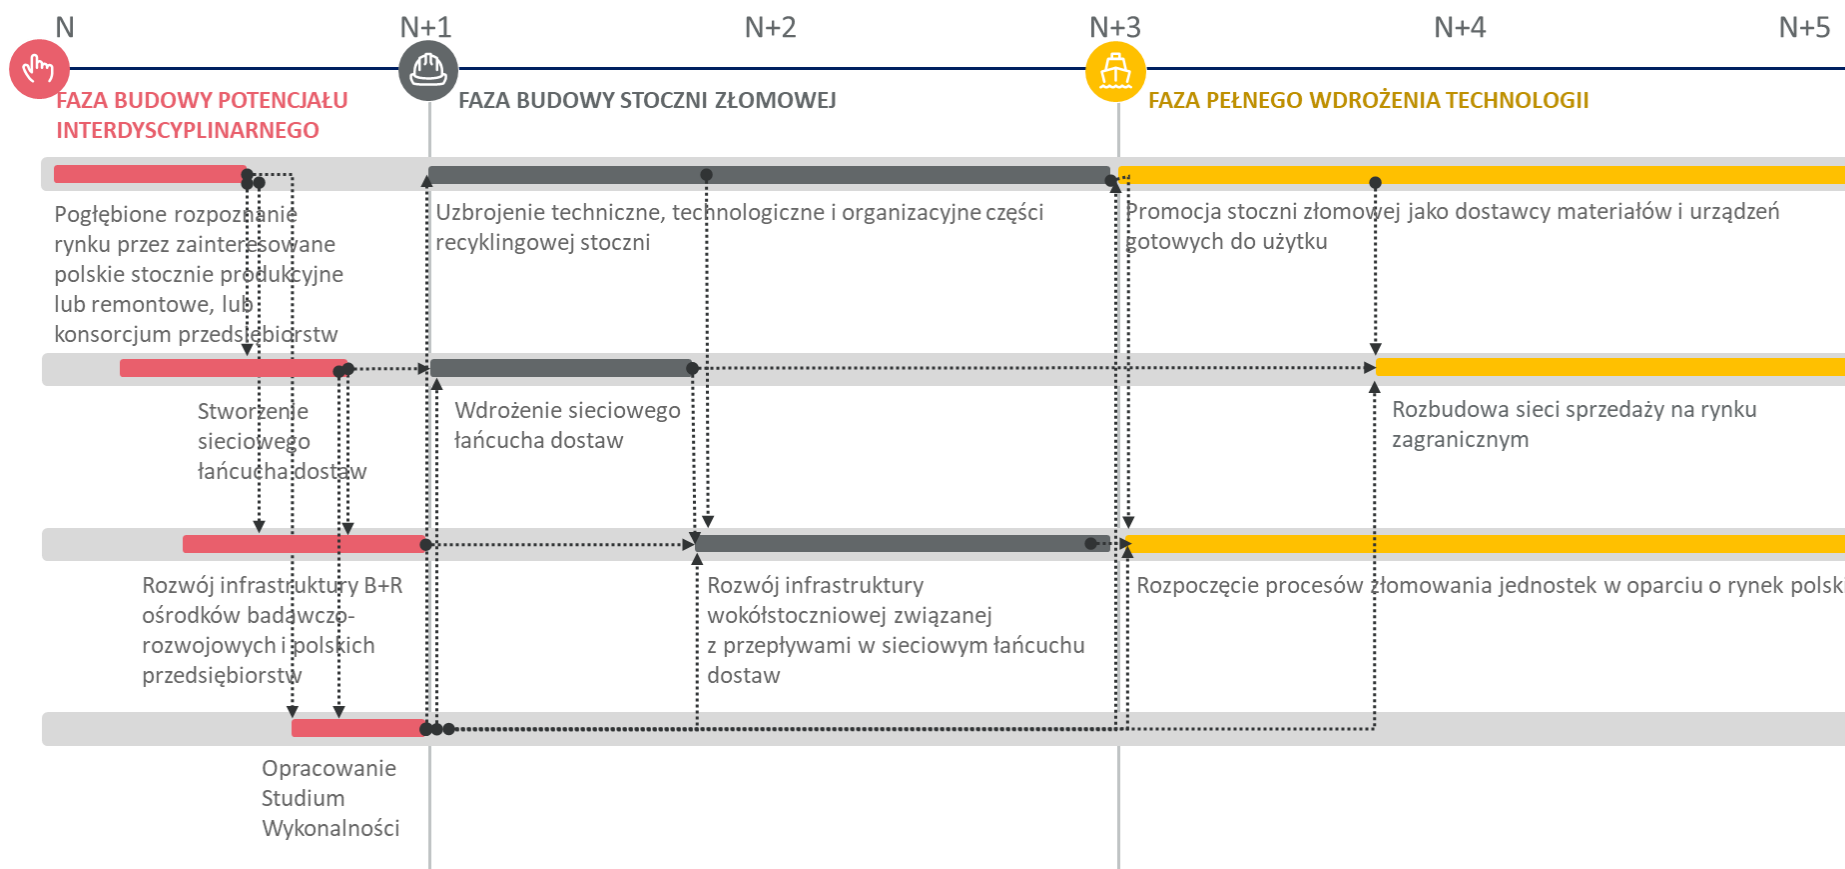 N
N+1
N+2
N+3
N+4
N+5
FAZA BUDOWY POTENCJAŁU
INTERDYSCYPLINARNEGO
FAZA BUDOWY STOCZNI ZŁOMOWEJ
FAZA PEŁNEGO WDROŻENIA TECHNOLOGII
Pogłębione rozpoznanie
rynku przez zainteresowane
polskie stocznie produkcyjne
lub remontowe, lub
konsorcjum przedsiębiorstw
Uzbrojenie techniczne, technologiczne i organizacyjne części
recyklingowej stoczni
Promocja stoczni złomowej jako dostawcy materiałów i urządzeń
gotowych do użytku
Stworzenie
sieciowego
łańcucha dostaw
Wdrożenie sieciowego
łańcucha dostaw
Rozbudowa sieci sprzedaży na rynku
zagranicznym
Rozwój infrastruktury B+R
ośrodków badawczo-
rozwojowych i polskich
przedsiębiorstw
Rozwój infrastruktury
wokółstoczniowej związanej
z przepływami w sieciowym łańcuchu
dostaw
Rozpoczęcie procesów złomowania jednostek w oparciu o rynek polski
Opracowanie
Studium
Wykonalności